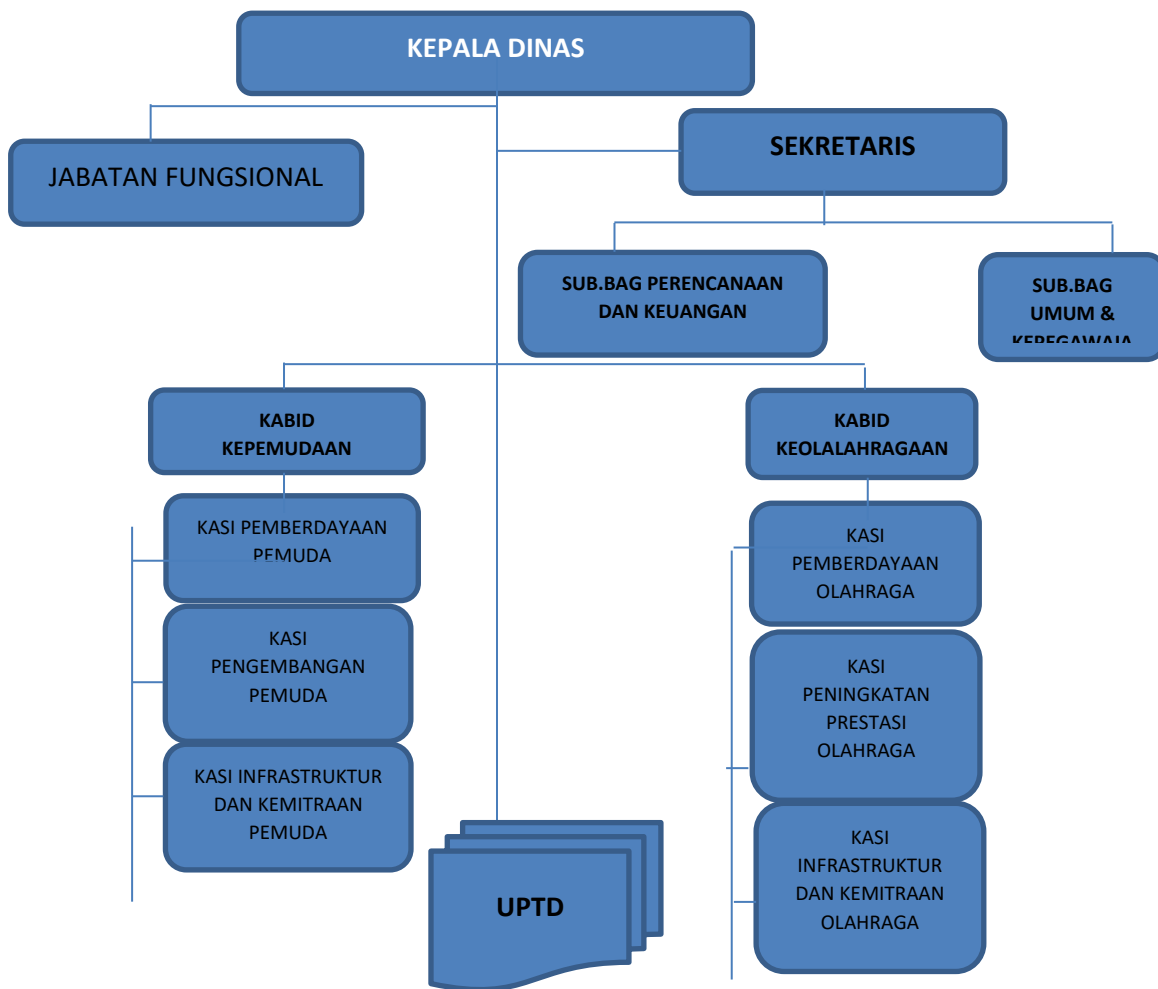 KEPALA DINAS
JABATAN FUNGSIONAL
SEKRETARIS
SUB.BAG PERENCANAAN
DAN KEUANGAN
SUB.BAG
UMUM &
KEPEGAWAIA
KABID
KEPEMUDAAN
KASI PEMBERDAYAAN
PEMUDA
KASI
PENGEMBANGAN
PEMUDA
KASI INFRASTRUKTUR
DAN KEMITRAAN
PEMUDA
KABID
KEOLALAHRAGAAN
KASI
PEMBERDAYAAN
OLAHRAGA
KASI
PENINGKATAN
PRESTASI
OLAHRAGA
KASI
INFRASTRUKTUR
DAN KEMITRAAN
OLAHRAGA
UPTD